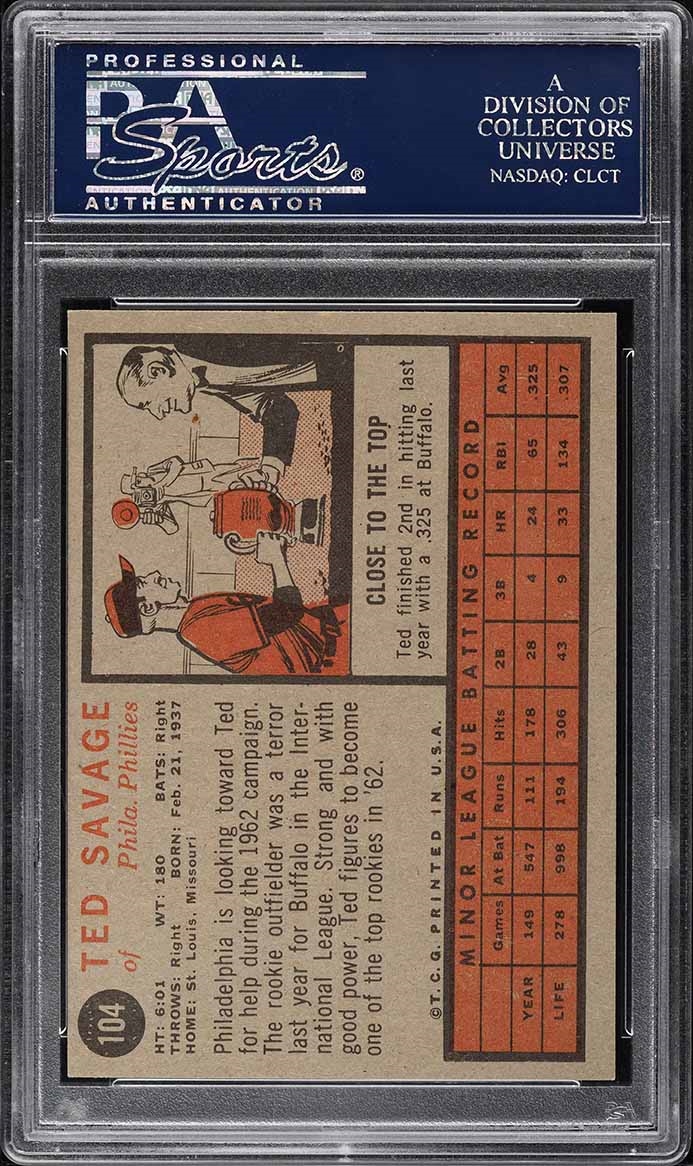 PROFESSIONAL
PSA
Sports®
AUTHENTICATOR
A
DIVISION OF
COLLECTORS
UNIVERSE
NASDAQ: CLCT
104
TED SAVAGE
of Phila. Phillies
HT: 6:01 WT: 180 BATS: Right
THROWS: Right BORN: Feb. 21, 1937
HOME: St. Louis, Missouri
Philadelphia is looking toward Ted
for help during the 1962 campaign.
The rookie outfielder was a terror
last year for Buffalo in the Inter-
national League. Strong and with
good power, Ted figures to become
one of the top rookies in '62.
©T.C.G. PRINTED IN U.S.A.
CLOSE TO THE TOP
Ted finished 2nd in hitting last
year with a .325 at Buffalo.
MINOR LEAGUE BATTING RECORD
Games At Bat Runs Hits 2B 3B HR RBI Avg
YEAR 149 547 111 178 28 4 24 65 .325
LIFE 278 998 194 306 43 9 33 134 .307